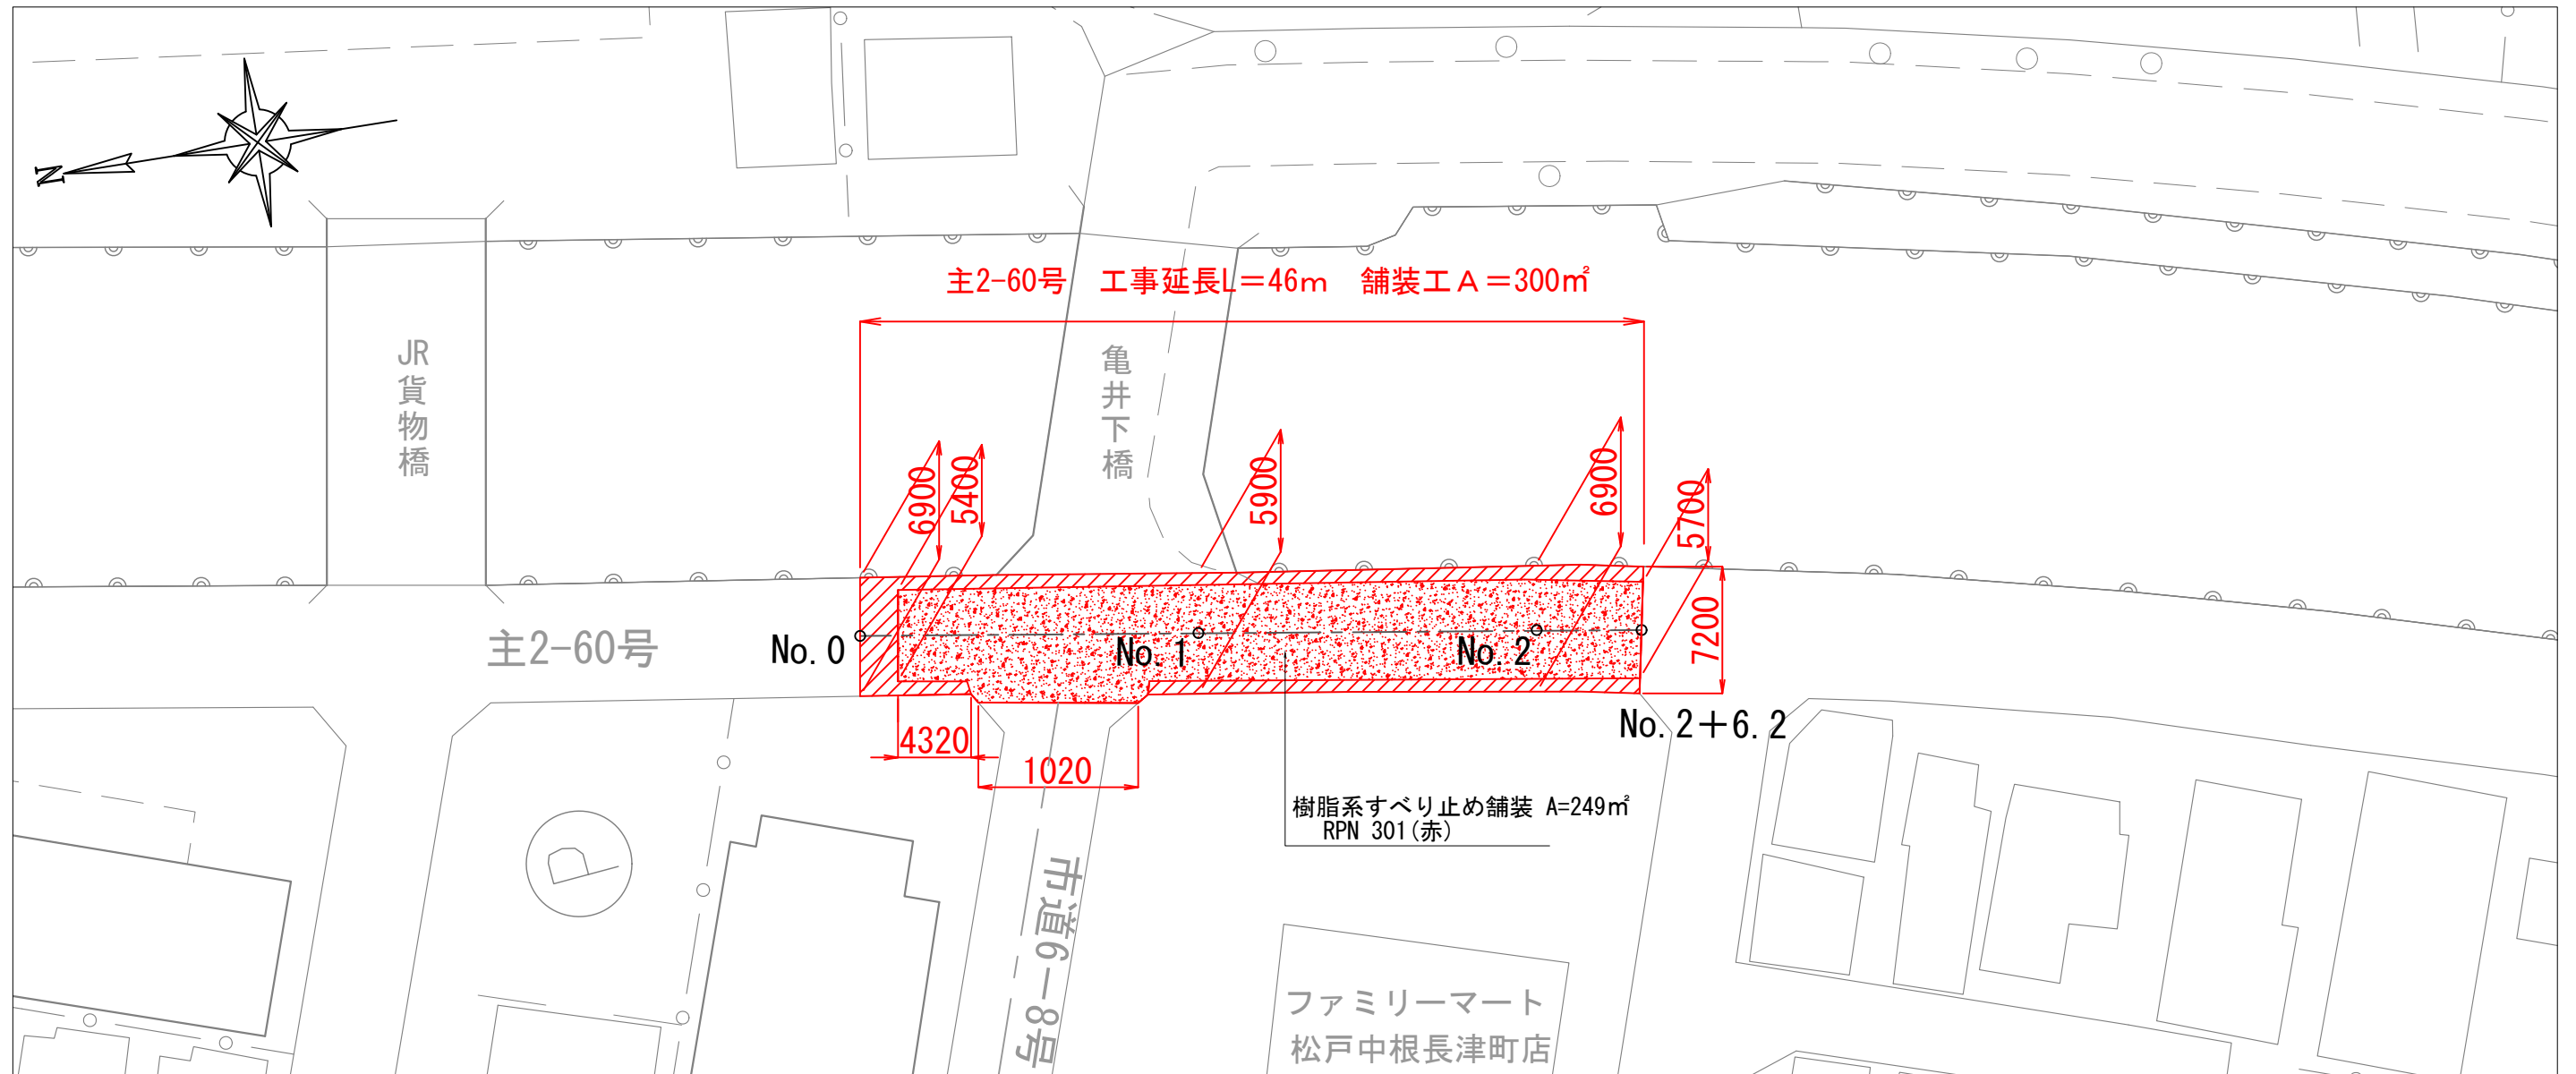 N
主2-60号　工事延長L＝46m　舗装工A＝300㎡
JR貨物橋
亀井下橋
6900
5400
5900
6900
5700
7200
主2-60号
No.0
No.1
No.2
No.2＋6.2
4320
1020
樹脂系すべり止め舗装 A=249㎡
RPN 301(赤)
P
市道6－8号
ファミリーマート
松戸中根長津町店